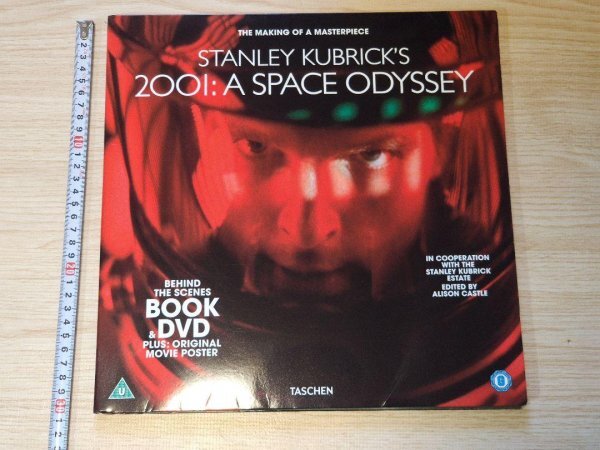 THE MAKING OF A MASTERPIECE
STANLEY KUBRICK'S
2001: A SPACE ODYSSEY
IN COOPERATION
WITH THE
STANLEY KUBRICK
ESTATE
EDITED BY
ALISON CASTLE
BEHIND
THE SCENES
BOOK
& DVD
PLUS: ORIGINAL
MOVIE POSTER
U
TASCHEN